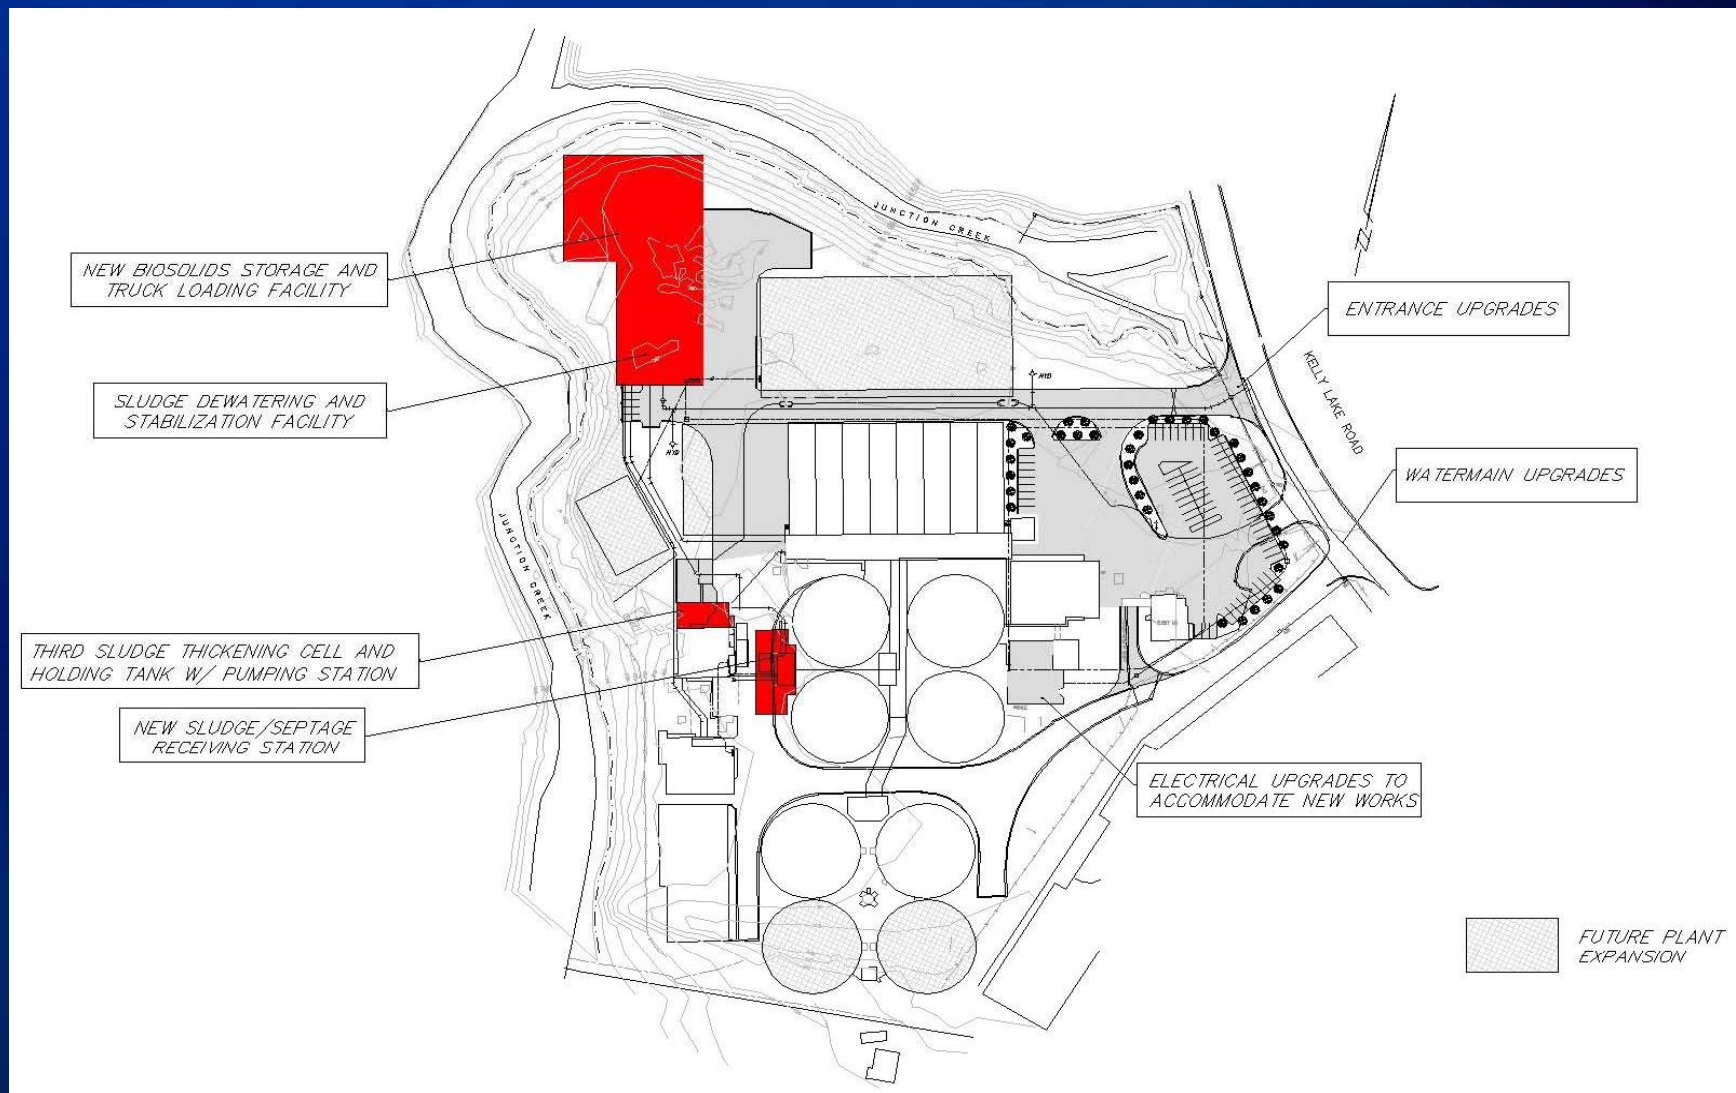 JUNCTION CREEK
NEW BIOSOLIDS STORAGE AND
TRUCK LOADING FACILITY
ENTRANCE UPGRADES
KELLY LAKE ROAD
HYD
SLUDGE DEWATERING AND
STABILIZATION FACILITY
HYD
WATERMAIN UPGRADES
JUNCTION CREEK
THIRD SLUDGE THICKENING CELL AND
HOLDING TANK W/ PUMPING STATION
NEW SLUDGE/SEPTAGE
RECEIVING STATION
ELECTRICAL UPGRADES TO
ACCOMMODATE NEW WORKS
FUTURE PLANT
EXPANSION